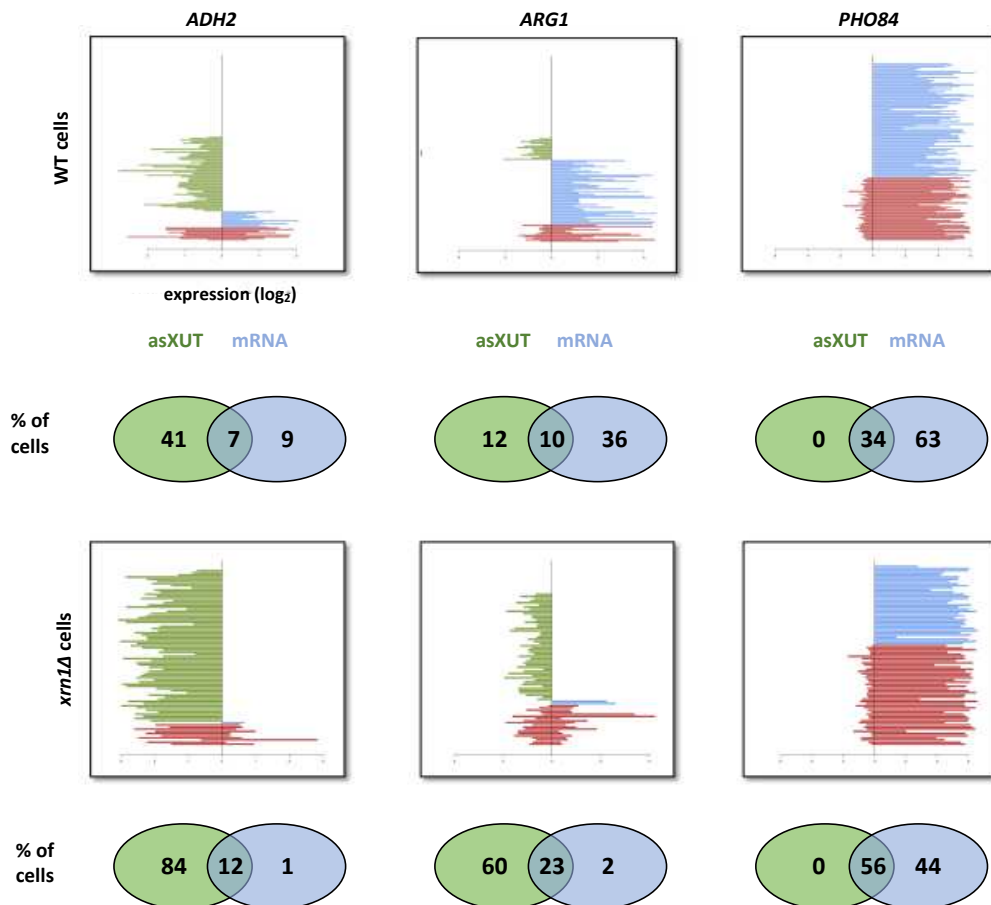 ADH2 ARG1 PHO84
WT cells
expression (log2)
asXUT mRNA asXUT mRNA asXUT mRNA
% of
cells
41 7 9 12 10 36 0 34 63
xrn1Δ cells
% of
cells
84 12 1 60 23 2 0 56 44